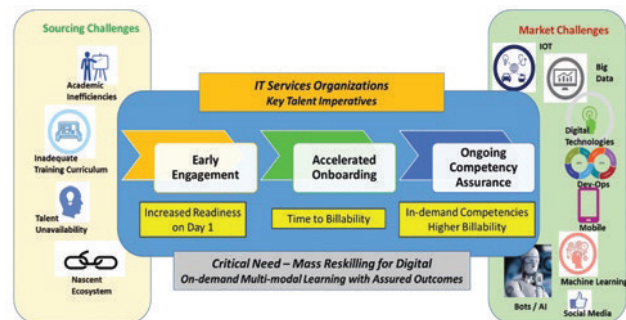 Sourcing Challenges
Academic
Inefficiencies
Inadequate
Training Curriculum
Talent
Unavailability
Nascent
Ecosystem
IT Services Organizations
Key Talent Imperatives
Early
Engagement
Accelerated
Onboarding
Ongoing
Competency
Assurance
Increased Readiness
on Day 1
Time to Billability
In-demand Competencies
Higher Billability
Critical Need – Mass Reskilling for Digital
On-demand Multi-modal Learning with Assured Outcomes
Market Challenges
IOT
Big
Data
Digital
Technologies
Dev-Ops
Mobile
Machine Learning
Bots / AI
Social Media